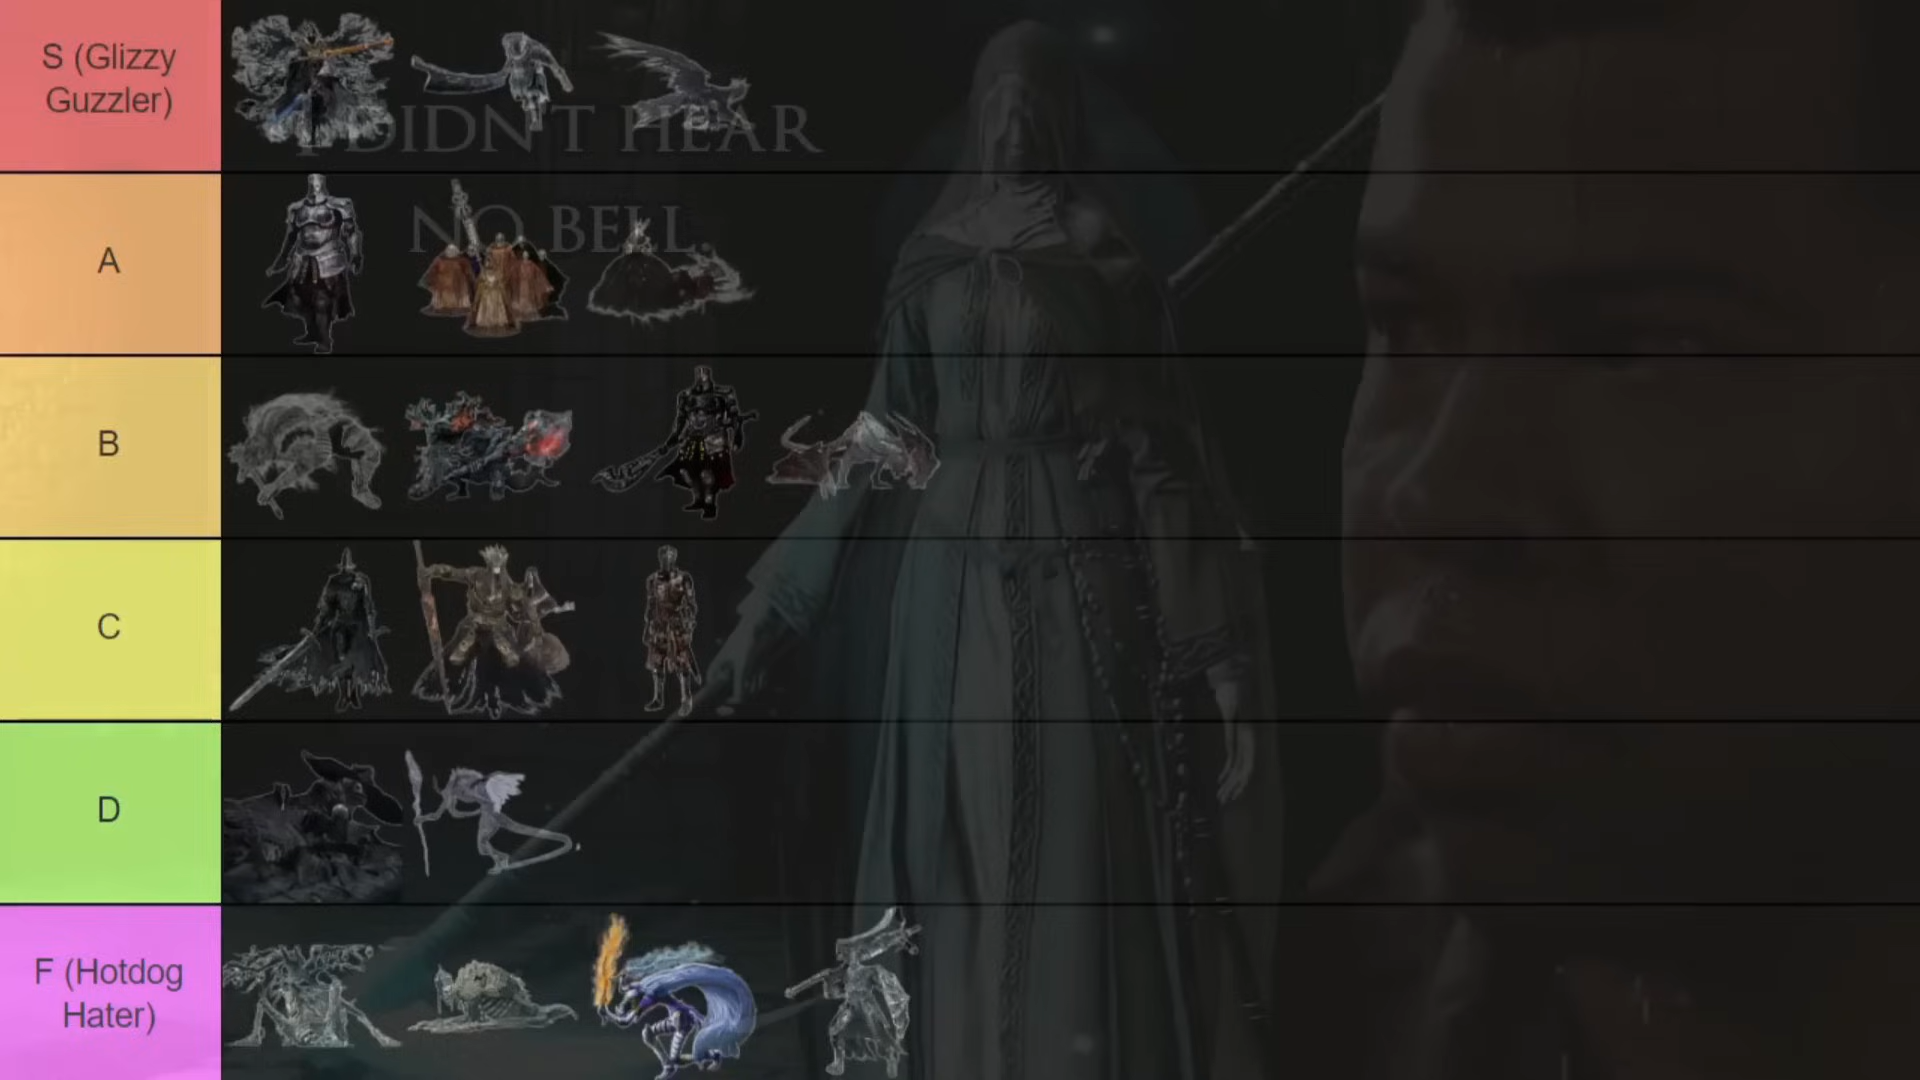 S (Glizzy
Guzzler)
I DIDN'T HEAR
NO BELL.
A
B
C
D
F (Hotdog
Hater)